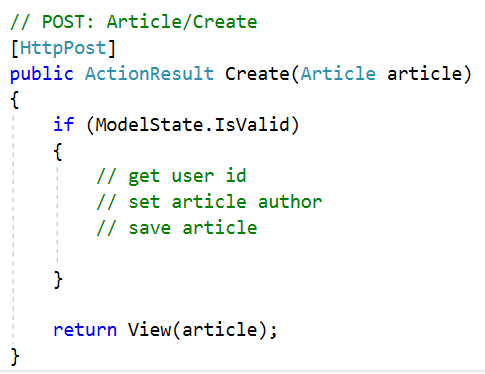 // POST: Article/Create
[HttpPost]
public ActionResult Create(Article article)
{
    if (ModelState.IsValid)
    {
        // get user id
        // set article author
        // save article
    }
    return View(article);
}